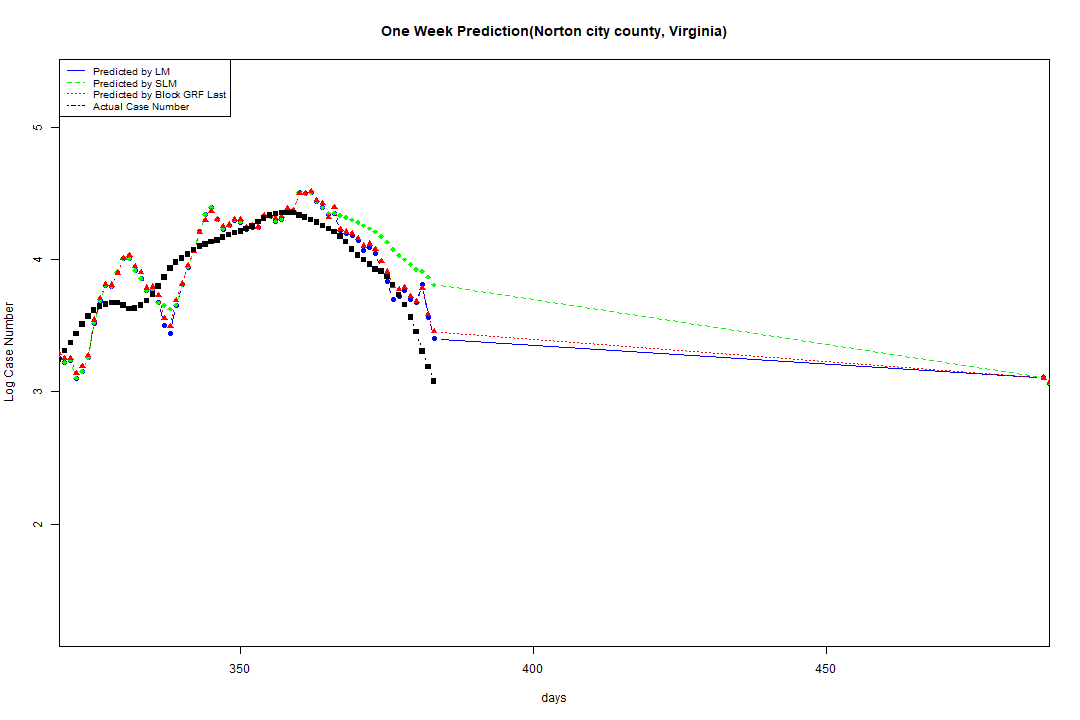 One Week Prediction(Norton city county, Virginia)
Predicted by LM
Predicted by SLM
Predicted by Block GRF Last
Actual Case Number
5
4
3
2
Log Case Number
350
400
450
days